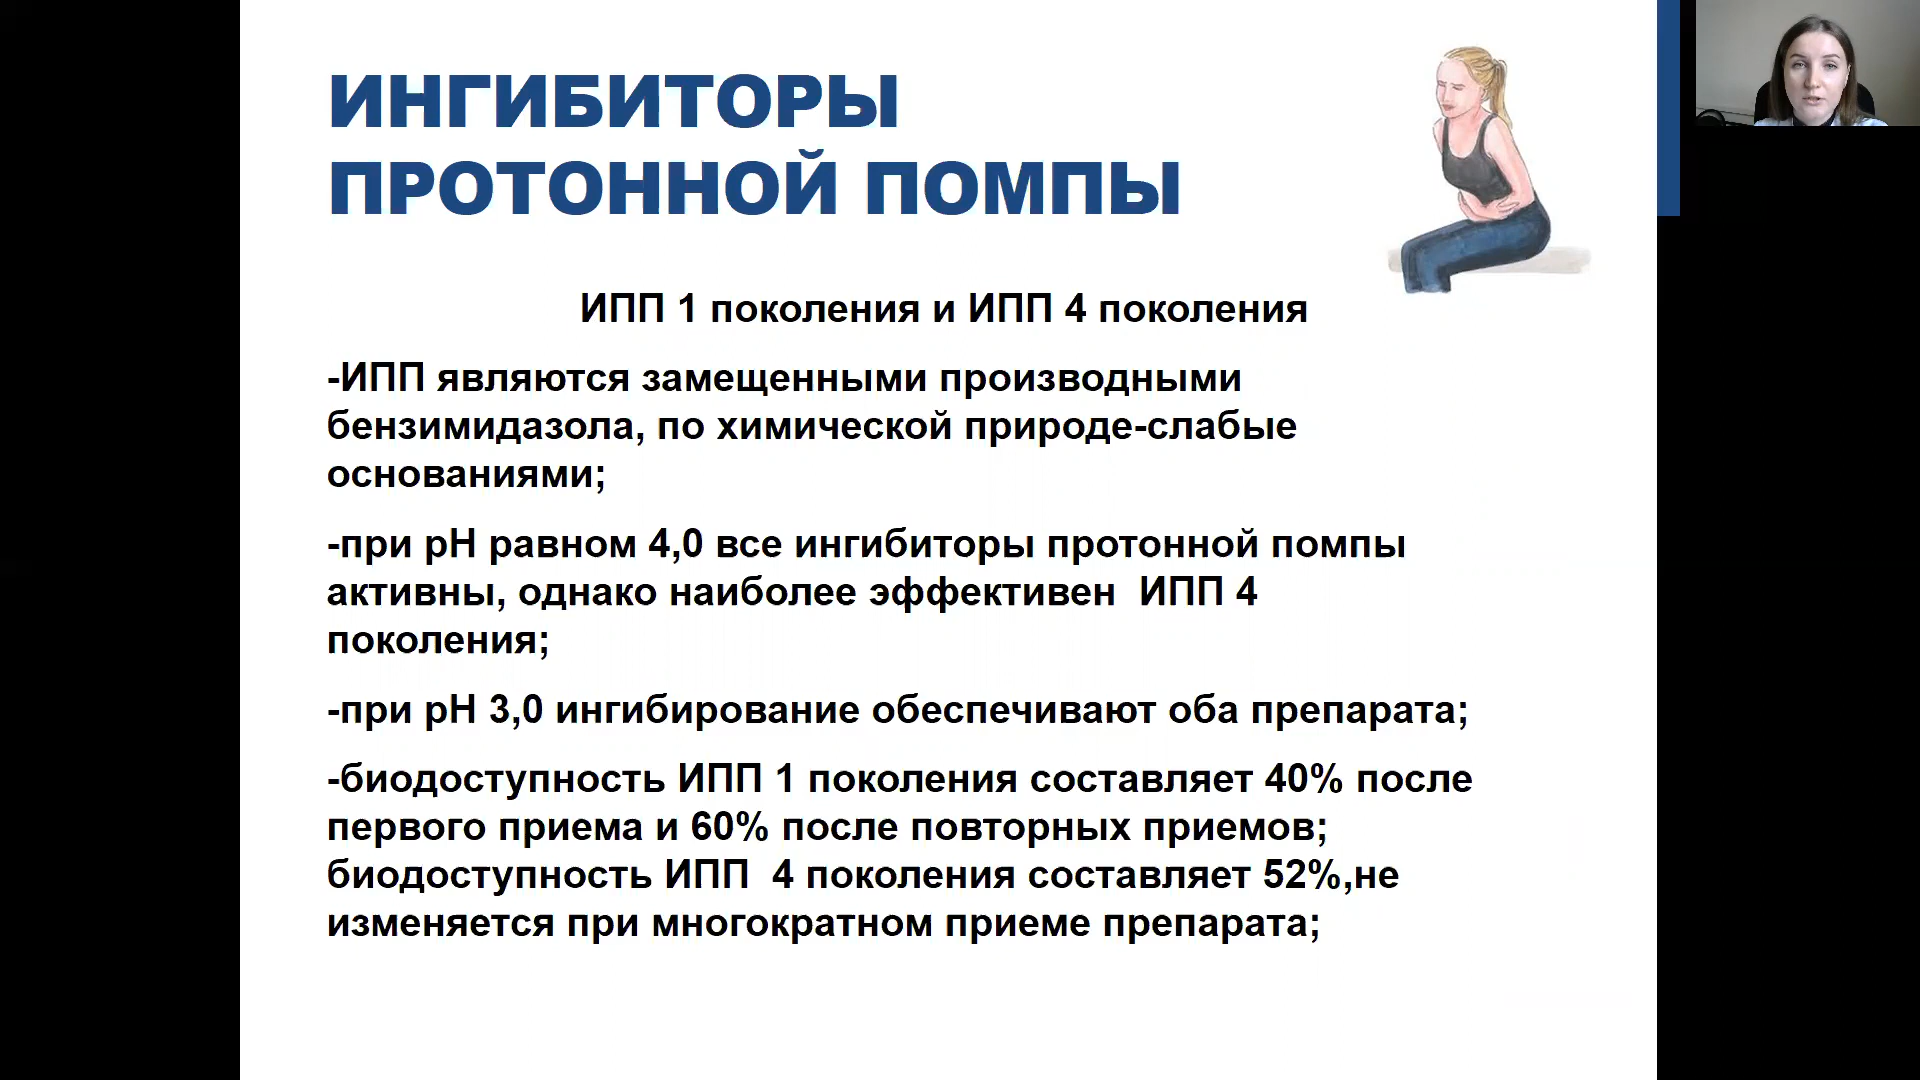 ИНГИБИТОРЫ
ПРОТОННОЙ ПОМПЫ
ИПП 1 поколения и ИПП 4 поколения
-ИПП являются замещенными производными
бензимидазола, по химической природе-слабые
основаниями;
-при рН равном 4,0 все ингибиторы протонной помпы
активны, однако наиболее эффективен  ИПП 4
поколения;
-при рН 3,0 ингибирование обеспечивают оба препарата;
-биодоступность ИПП 1 поколения составляет 40% после
первого приема и 60% после повторных приемов;
биодоступность ИПП  4 поколения составляет 52%,не
изменяется при многократном приеме препарата;